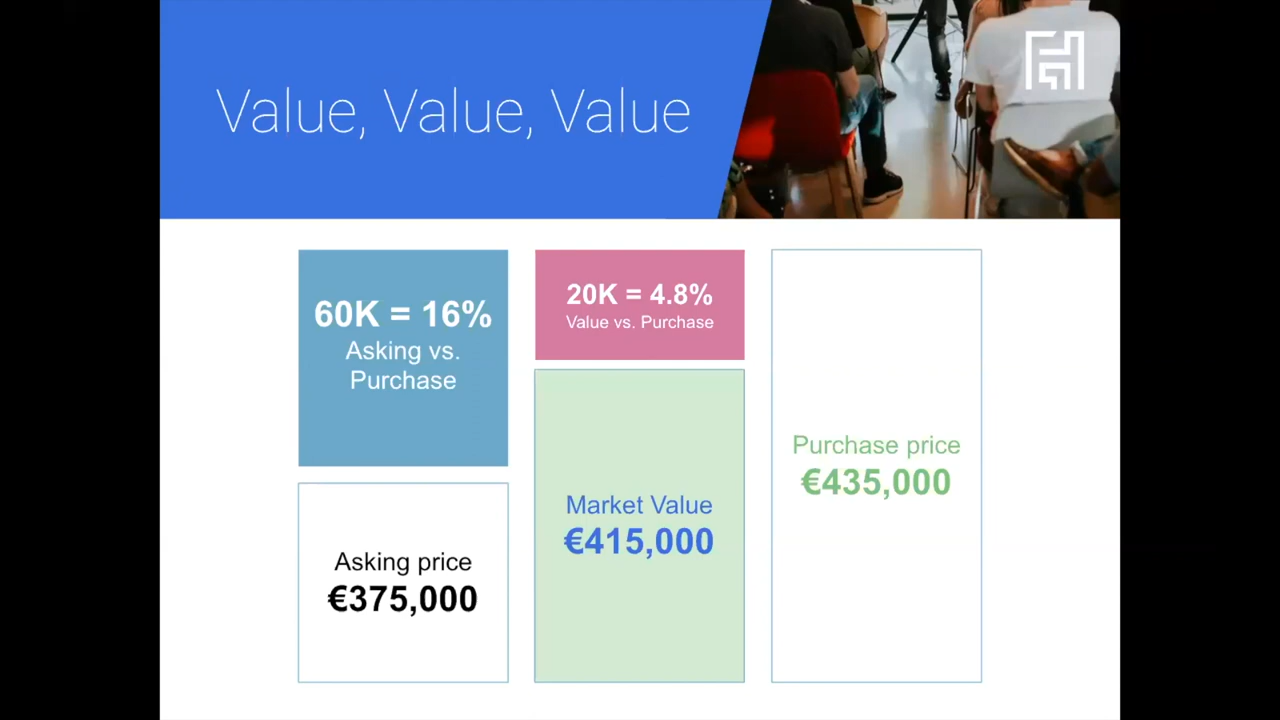 Value, Value, Value
60K = 16%
Asking vs.
Purchase
Asking price
€375,000
20K = 4.8%
Value vs. Purchase
Market Value
€415,000
Purchase price
€435,000